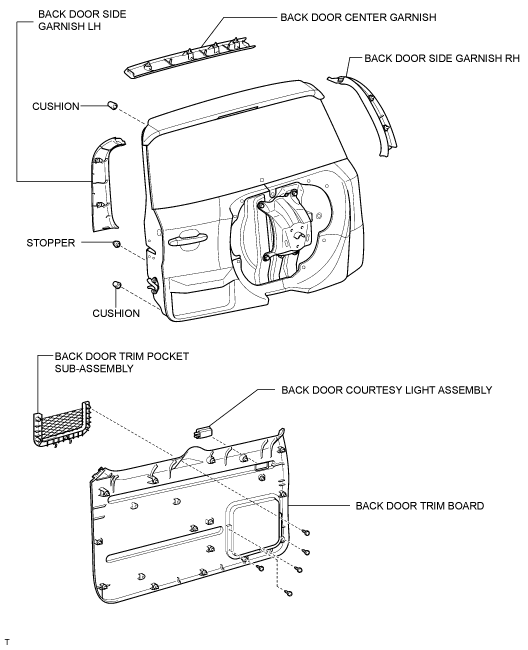 BACK DOOR SIDE
GARNISH LH
BACK DOOR CENTER GARNISH
BACK DOOR SIDE GARNISH RH
CUSHION
STOPPER
CUSHION
BACK DOOR TRIM POCKET
SUB-ASSEMBLY
BACK DOOR COURTESY LIGHT ASSEMBLY
BACK DOOR TRIM BOARD
T